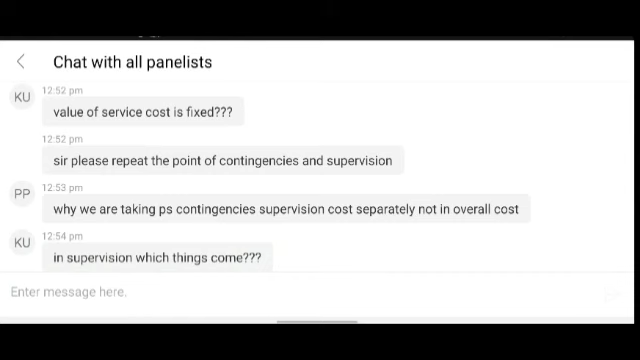 Chat with all panelists
12:52 pm
KU
value of service cost is fixed???
12:52 pm
sir please repeat the point of contingencies and supervision
12:53 pm
PP
why we are taking ps contingencies supervision cost separately not in overall cost
12:54 pm
KU
in supervision which things come???
Enter message here.